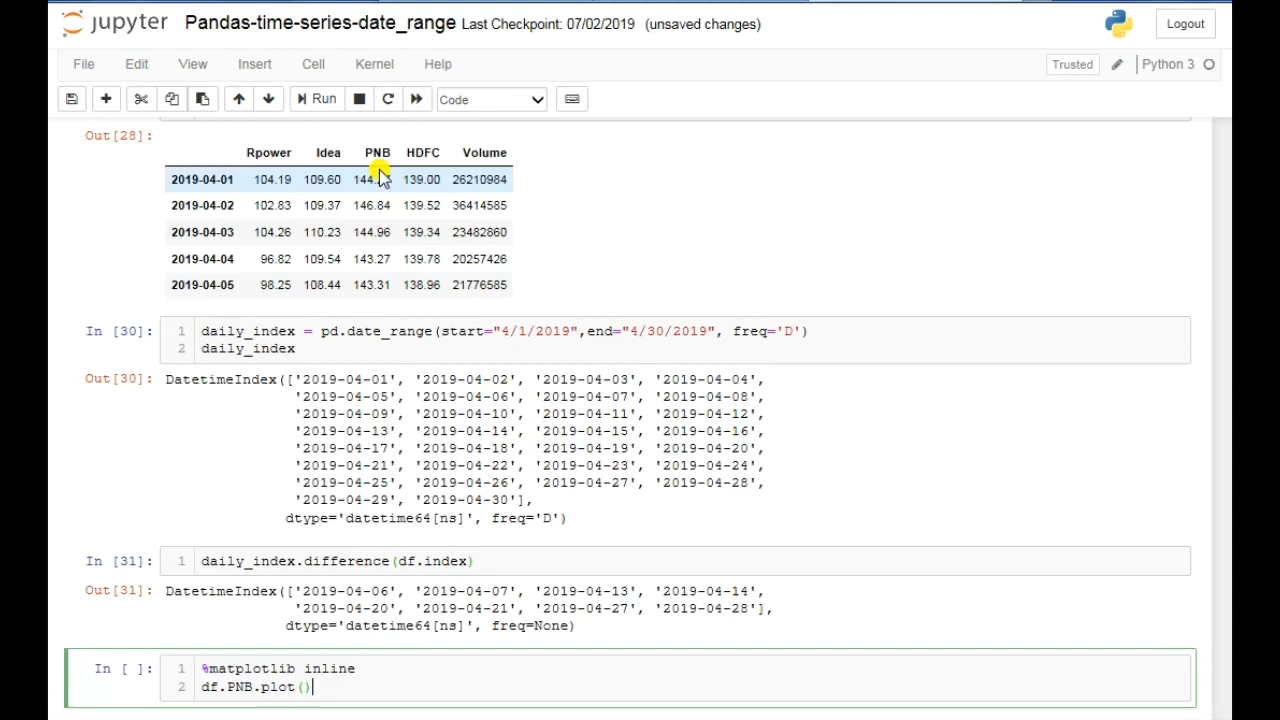 jupyter Pandas-time-series-date_range Last Checkpoint: 07/02/2019 (unsaved changes) Logout
File Edit View Insert Cell Kernel Help Trusted Python 3
Run Code
Out[28]:
Rpower Idea PNB HDFC Volume
2019-04-01 104.19 109.60 139.00 26210984
2019-04-02 102.83 109.37 146.84 139.52 36414585
2019-04-03 104.26 110.23 144.96 139.34 23482860
2019-04-04 96.82 109.54 143.27 139.78 20257426
2019-04-05 98.25 108.44 143.31 138.96 21776585
In [30]: 1 daily_index = pd.date_range(start="4/1/2019",end="4/30/2019", freq='D')
2 daily_index
Out[30]: DatetimeIndex(['2019-04-01', '2019-04-02', '2019-04-03', '2019-04-04',
'2019-04-05', '2019-04-06', '2019-04-07', '2019-04-08',
'2019-04-09', '2019-04-10', '2019-04-11', '2019-04-12',
'2019-04-13', '2019-04-14', '2019-04-15', '2019-04-16',
'2019-04-17', '2019-04-18', '2019-04-19', '2019-04-20',
'2019-04-21', '2019-04-22', '2019-04-23', '2019-04-24',
'2019-04-25', '2019-04-26', '2019-04-27', '2019-04-28',
'2019-04-29', '2019-04-30'],
dtype='datetime64[ns]', freq='D')
In [31]: 1 daily_index.difference(df.index)
Out[31]: DatetimeIndex(['2019-04-06', '2019-04-07', '2019-04-13', '2019-04-14',
'2019-04-20', '2019-04-21', '2019-04-27', '2019-04-28'],
dtype='datetime64[ns]', freq=None)
In [ ]: 1 %matplotlib inline
2 df.PNB.plot()